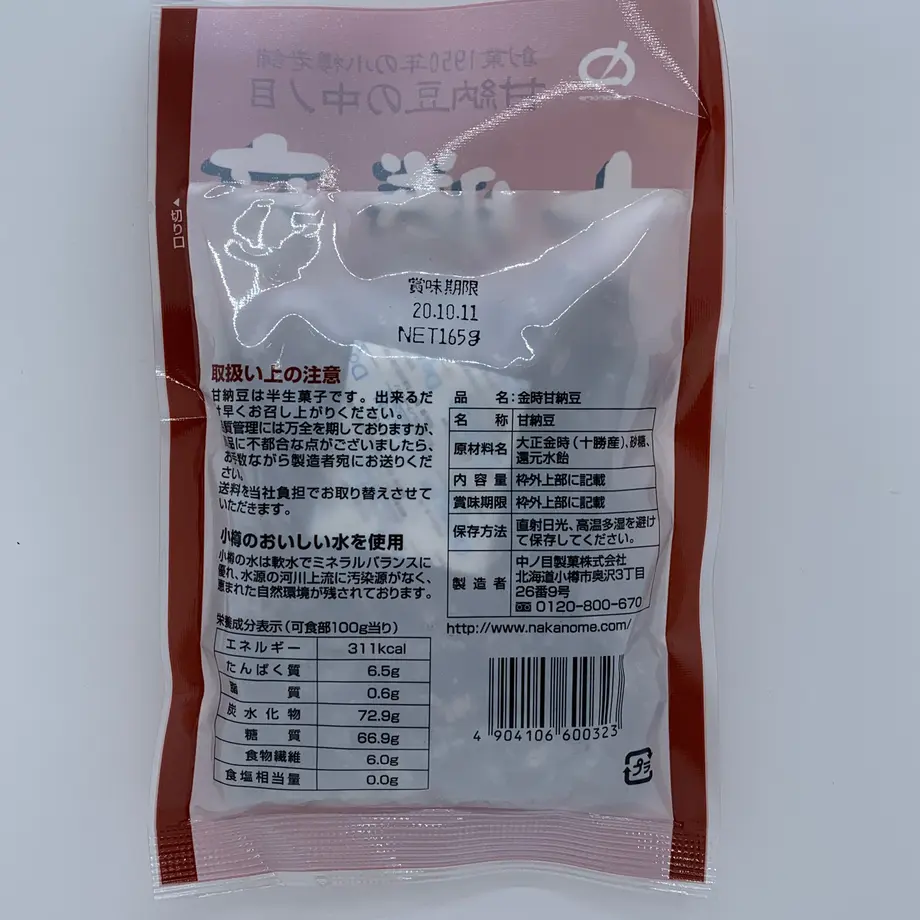 創業1950年の小樽老舗
甘納豆の中ノ目
切り口
賞味期限
20.10.11
NET165g
取扱い上の注意
甘納豆は半生菓子です。出来るだ
け早くお召し上がりください。
品質管理には万全を期しておりますが、
品に不都合な点がございましたら、
お手数ながら製造者宛にお送りくだ
さい。
送料を当社負担でお取り替えさせて
いただきます。
小樽のおいしい水を使用
小樽の水は軟水でミネラルバランスに
優れ、水源の河川上流に汚染源がなく、
恵まれた自然環境が残されております。
栄養成分表示(可食部100g当り)
エネルギー 311kcal
たんぱく質 6.5g
脂質 0.6g
炭水化物 72.9g
糖質 66.9g
食物繊維 6.0g
食塩相当量 0.0g
品名:金時甘納豆
名称 甘納豆
原材料名 大正金時(十勝産)、砂糖、
還元水飴
内容量 枠外上部に記載
賞味期限 枠外上部に記載
保存方法 直射日光、高温多湿を避け
て保存してください。
製造者 中ノ目製菓株式会社
北海道小樽市奥沢3丁目
26番9号
0120-800-670
http://www.nakanome.com/
4 904106 600323
プラ